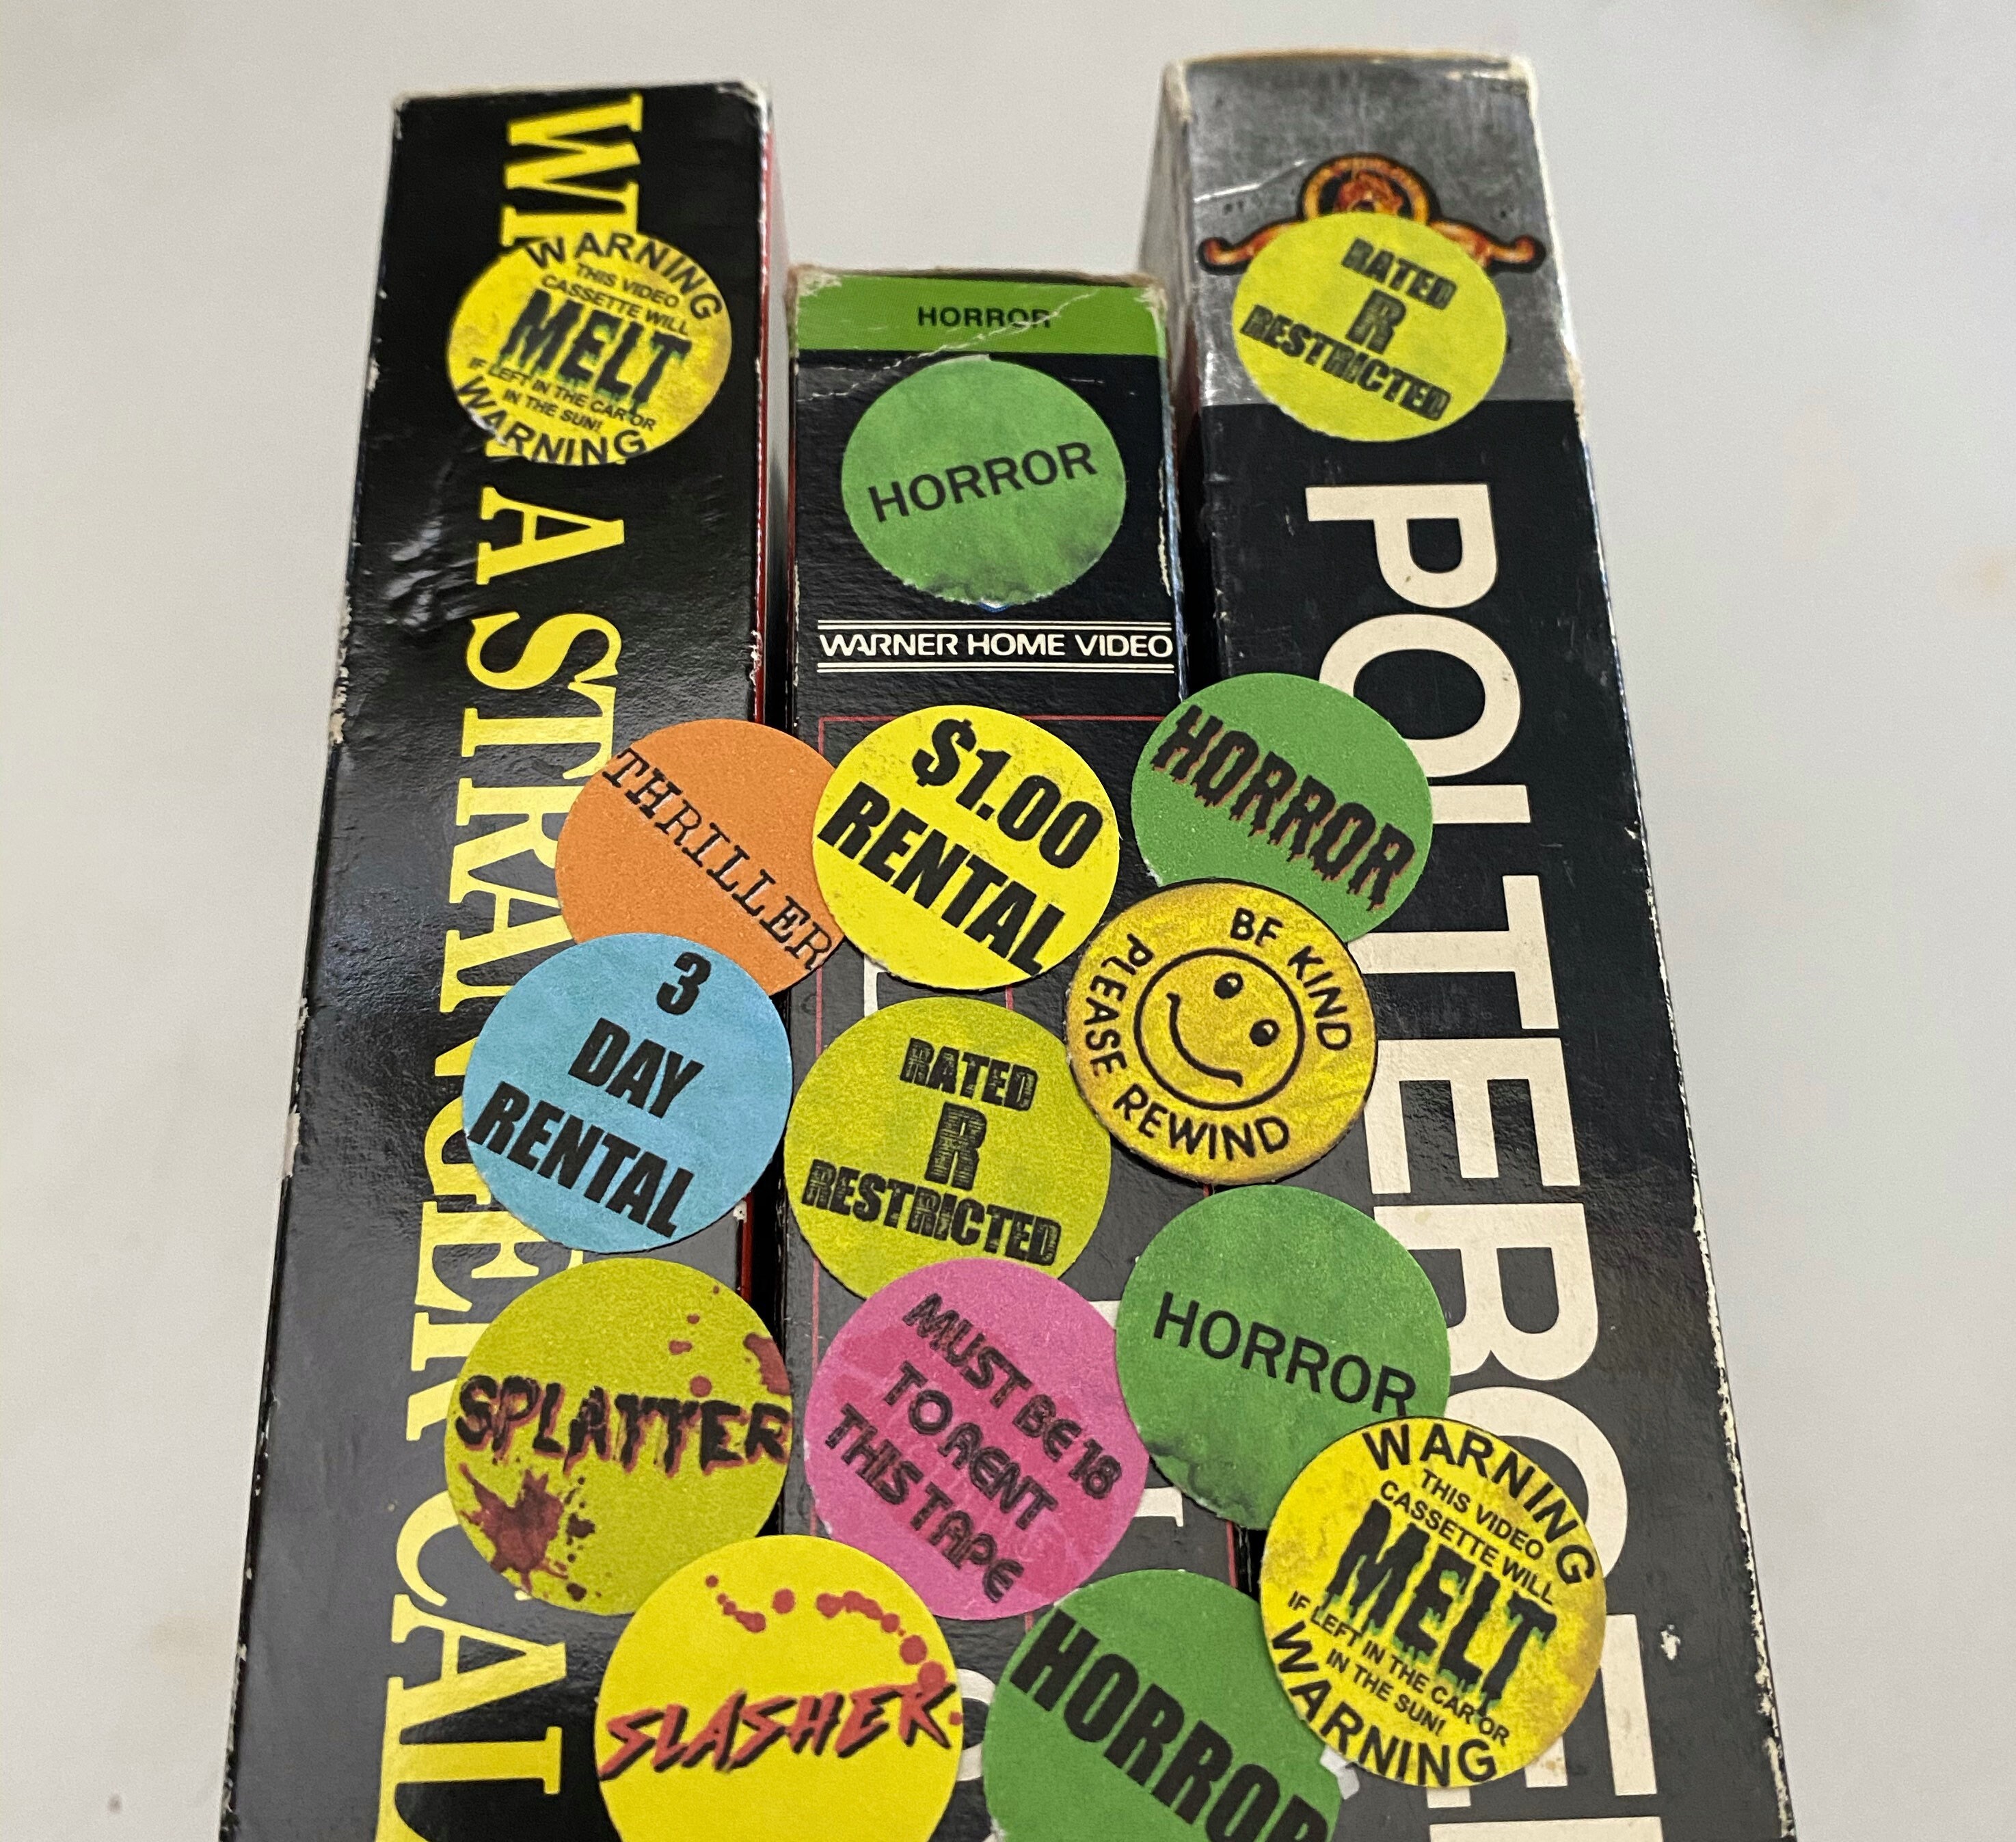 WARNING
THIS VIDEO
CASSETTE WILL
MELT
IF LEFT IN THE CAR OR
IN THE SUN!
WARNING
A STRANGER
HORROR
HORROR
WARNER HOME VIDEO
RATED
R
RESTRICTED
THRILLER
$1.00
RENTAL
HORROR
3
DAY
RENTAL
RATED
R
RESTRICTED
BE KIND
PLEASE REWIND
SPLATTER
MUST BE 18
TO RENT
THIS TAPE
HORROR
WARNING
THIS VIDEO
CASSETTE WILL
MELT
IF LEFT IN THE CAR OR
IN THE SUN!
WARNING
SLASHER
HORROR